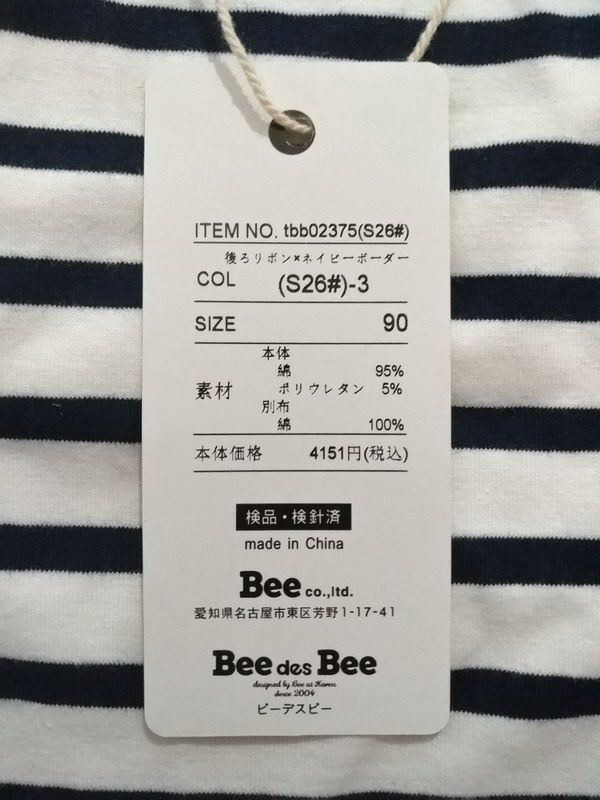 ITEM NO. tbb02375(S26#)
後ろリボン×ネイビーボーダー
COL (S26#)-3
SIZE 90
本体
綿 95%
素材 ポリウレタン 5%
別布
綿 100%
本体価格 4151円(税込)
検品・検針済
made in China
Bee co.,ltd.
愛知県名古屋市東区芳野1-17-41
Bee des Bee
designed by Bee at Korea
since 2004
ビーデスビー